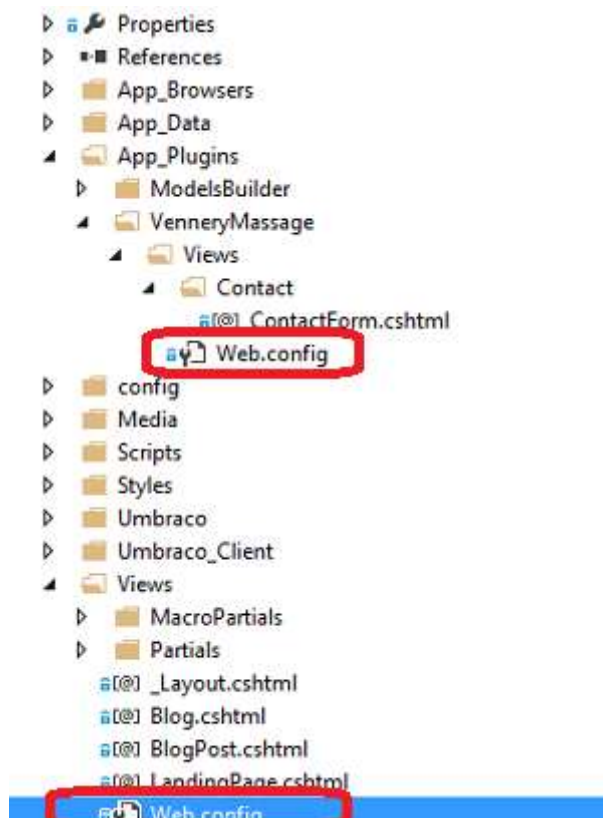 Properties
References
App_Browsers
App_Data
App_Plugins
ModelsBuilder
VenneryMassage
Views
Contact
[@] ContactForm.cshtml
Web.config
config
Media
Scripts
Styles
Umbraco
Umbraco_Client
Views
MacroPartials
Partials
[@] _Layout.cshtml
[@] Blog.cshtml
[@] BlogPost.cshtml
[@] LandingPage.cshtml
Web.config